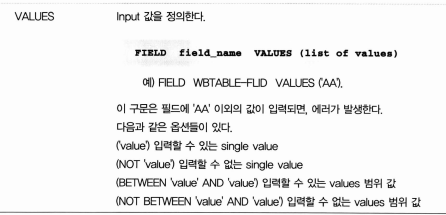 VALUES Input 값을 정의한다.
FIELD field_name VALUES (list of values)
예) FIELD WBTABLE-FLID VALUES ('AA').
이 구문은 필드에 'AA' 이외의 값이 입력되면, 에러가 발생한다.
다음과 같은 옵션들이 있다.
('value') 입력할 수 있는 single value
(NOT 'value') 입력할 수 없는 single value
(BETWEEN 'value' AND 'value') 입력할 수 있는 values 범위 값
(NOT BETWEEN 'value' AND 'value') 입력할 수 없는 values 범위 값